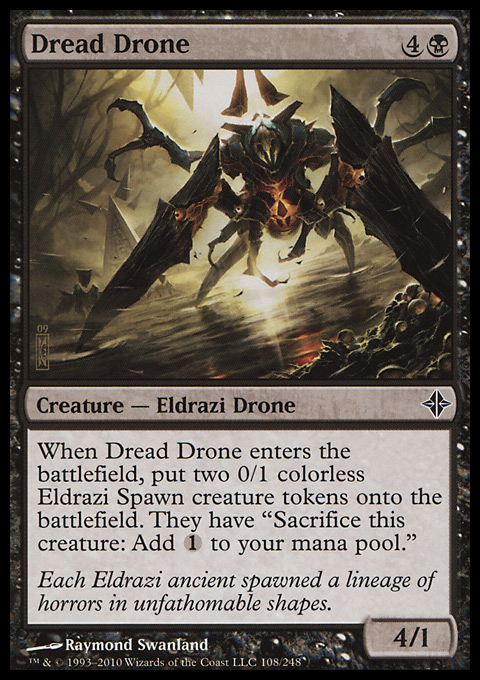 Dread Drone 4
09
Creature — Eldrazi Drone
When Dread Drone enters the
battlefield, put two 0/1 colorless
Eldrazi Spawn creature tokens onto the
battlefield. They have “Sacrifice this
creature: Add 1 to your mana pool.”
Each Eldrazi ancient spawned a lineage of
horrors in unfathomable shapes.
Raymond Swanland
4/1
™ & © 1993–2010 Wizards of the Coast LLC 108/248